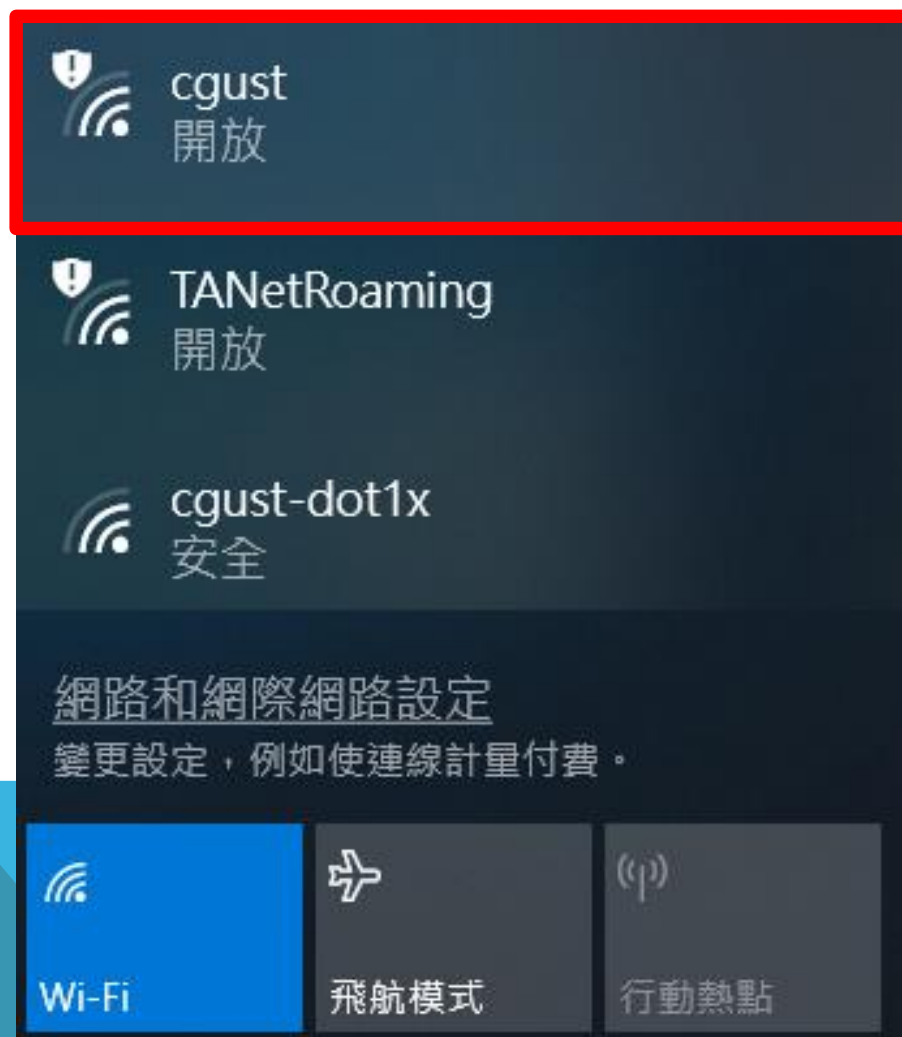 cgust
開放
TANetRoaming
開放
cgust-dot1x
安全
網路和網際網路設定
變更設定，例如使連線計量付費。
Wi-Fi
飛航模式
行動熱點